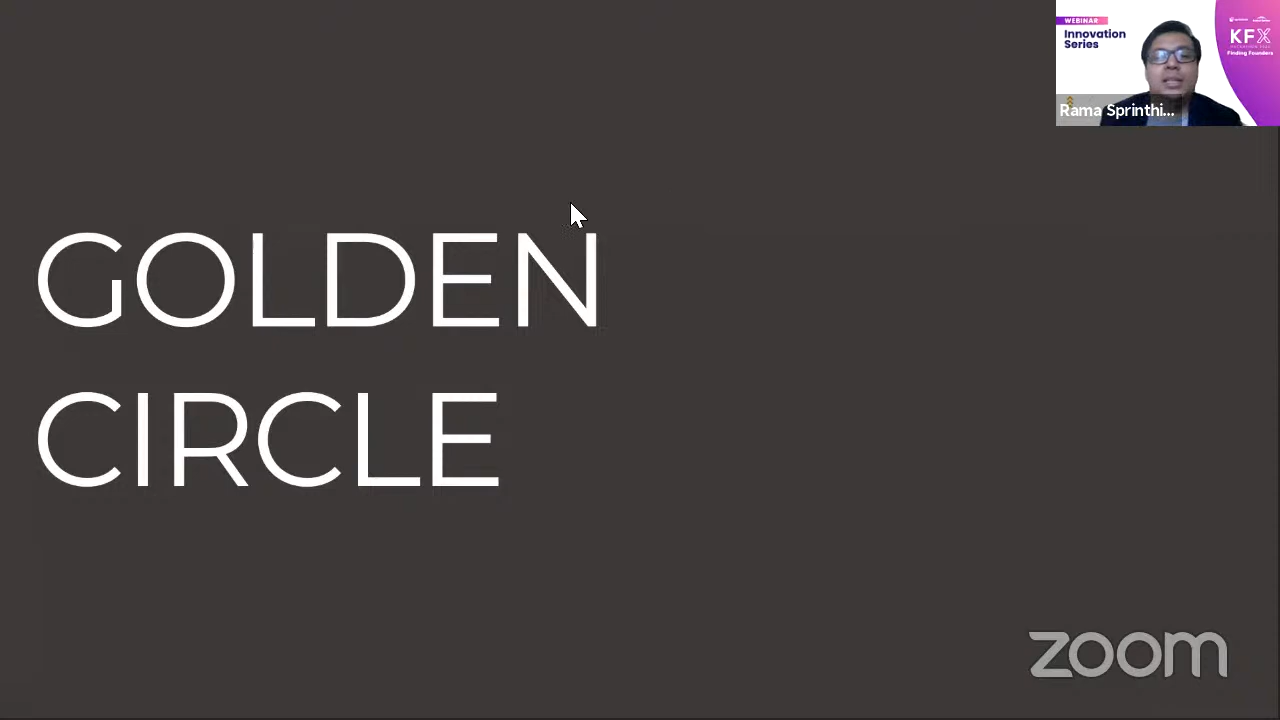 WEBINAR
Innovation
Series
KFX
Finding Founders
Rama Sprinthi...
GOLDEN
CIRCLE
zoom